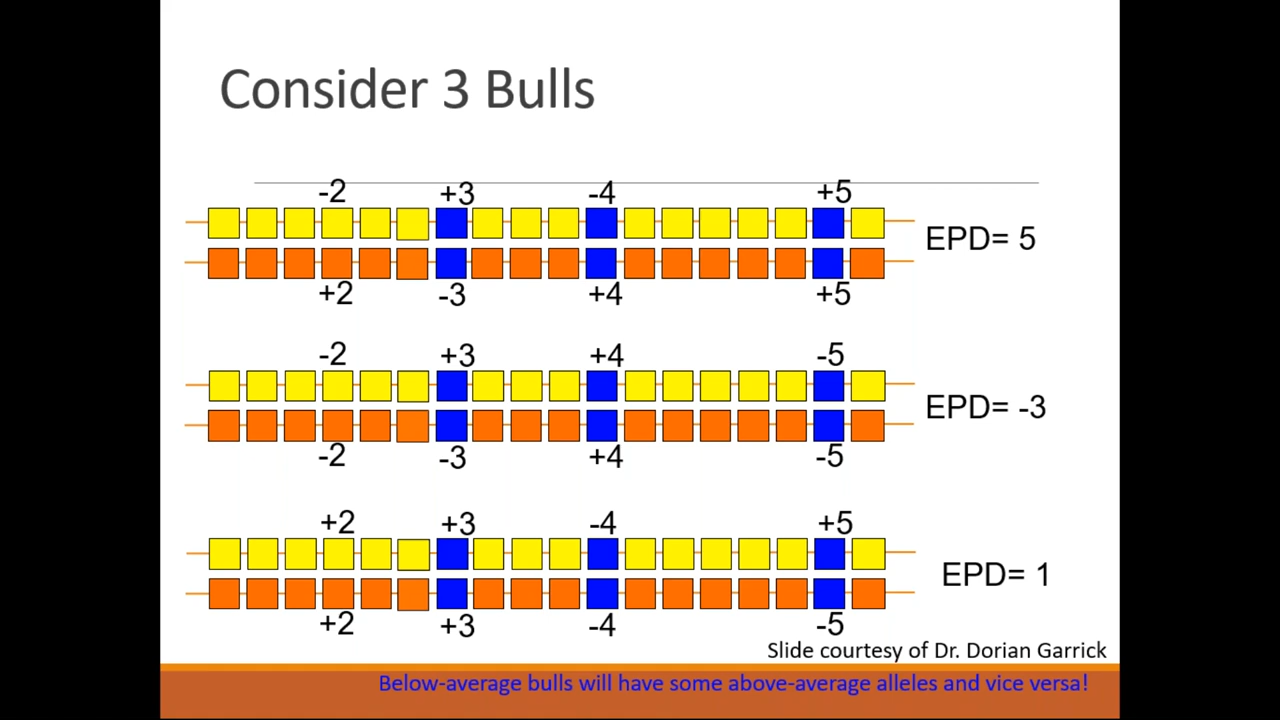 Consider 3 Bulls
-2 +3 -4 +5
EPD= 5
+2 -3 +4 +5
-2 +3 +4 -5
EPD= -3
-2 -3 +4 -5
+2 +3 -4 +5
EPD= 1
+2 +3 -4 -5
Slide courtesy of Dr. Dorian Garrick
Below-average bulls will have some above-average alleles and vice versa!